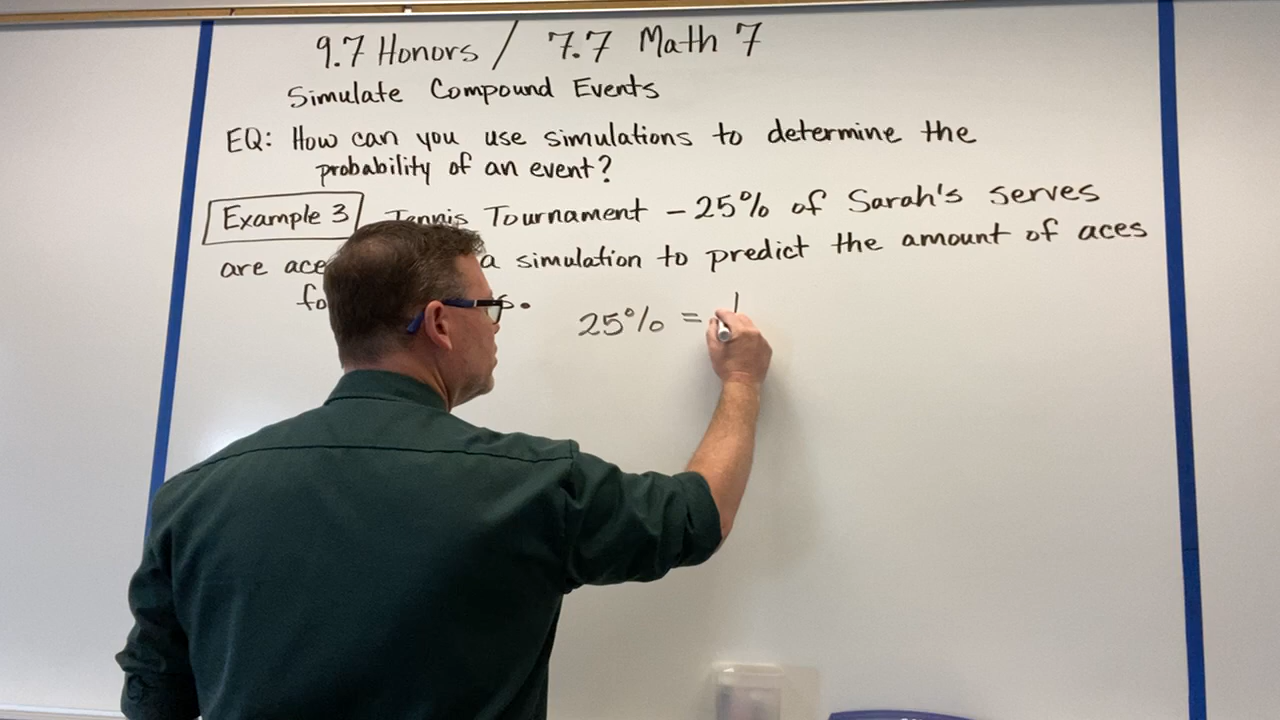 9.7 Honors / 7.7 Math 7
Simulate Compound Events
EQ: How can you use simulations to determine the
probability of an event?
Example 3 Tennis Tournament - 25% of Sarah's serves
are a simulation to predict the amount of aces
25% =